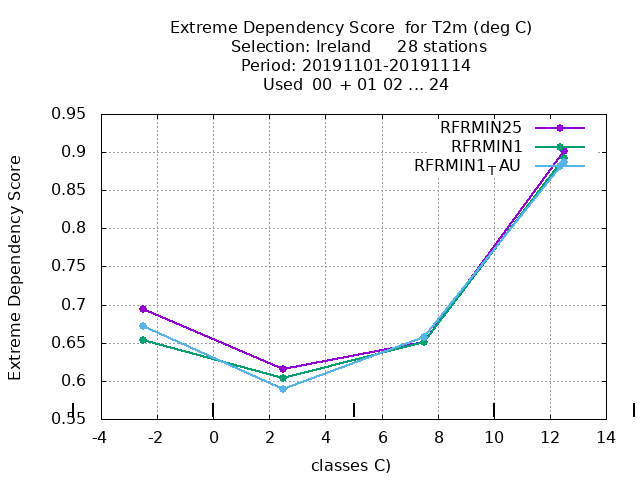 Extreme Dependency Score  for T2m (deg C)
Selection: Ireland     28 stations
Period: 20191101-20191114
Used  00 + 01 02 ... 24
RFRMIN25
RFRMIN1
RFRMIN1TAU
Extreme Dependency Score
0.95
0.9
0.85
0.8
0.75
0.7
0.65
0.6
0.55
-4 -2 0 2 4 6 8 10 12 14
classes C)